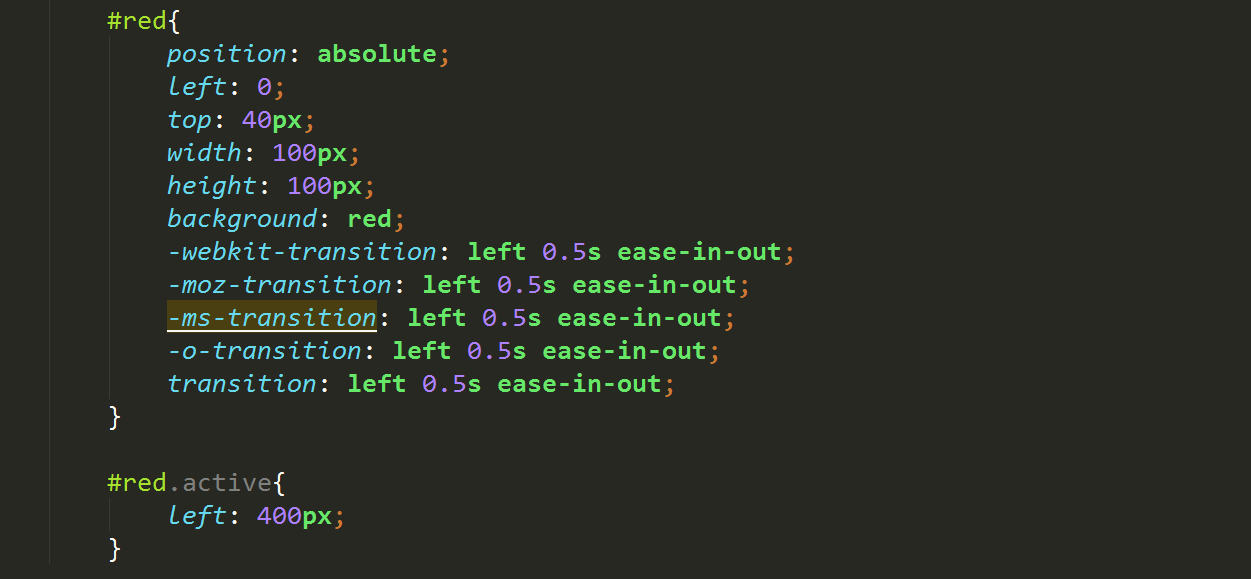 #red{
position: absolute;
left: 0;
top: 40px;
width: 100px;
height: 100px;
background: red;
-webkit-transition: left 0.5s ease-in-out;
-moz-transition: left 0.5s ease-in-out;
-ms-transition: left 0.5s ease-in-out;
-o-transition: left 0.5s ease-in-out;
transition: left 0.5s ease-in-out;
}
#red.active{
left: 400px;
}